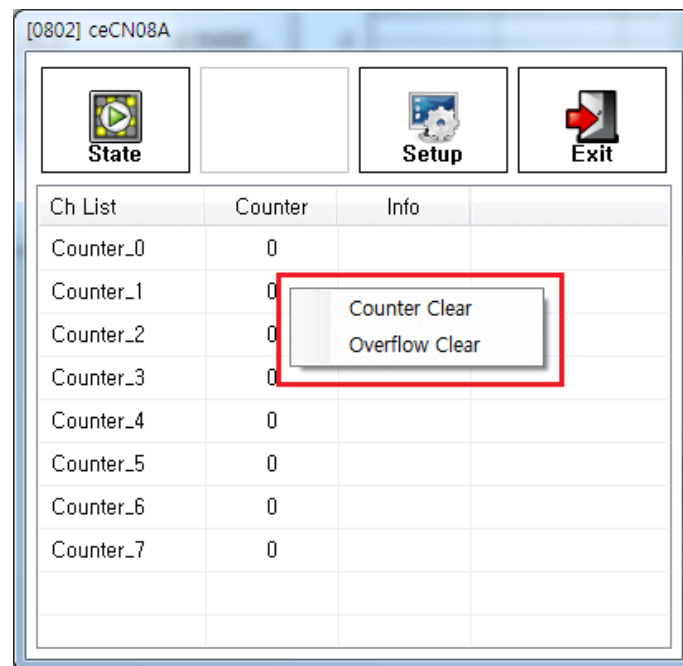 [0802] ceCN08A
State Setup Exit
Ch List Counter Info
Counter_0 0
Counter_1 0
Counter Clear
Counter_2 0
Overflow Clear
Counter_3 0
Counter_4 0
Counter_5 0
Counter_6 0
Counter_7 0